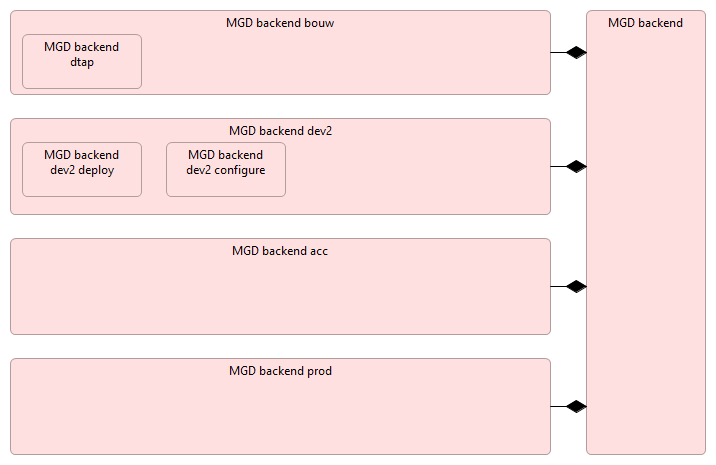 MGD backend bouw
MGD backend
dtap
MGD backend
MGD backend dev2
MGD backend
dev2 deploy
MGD backend
dev2 configure
MGD backend acc
MGD backend prod